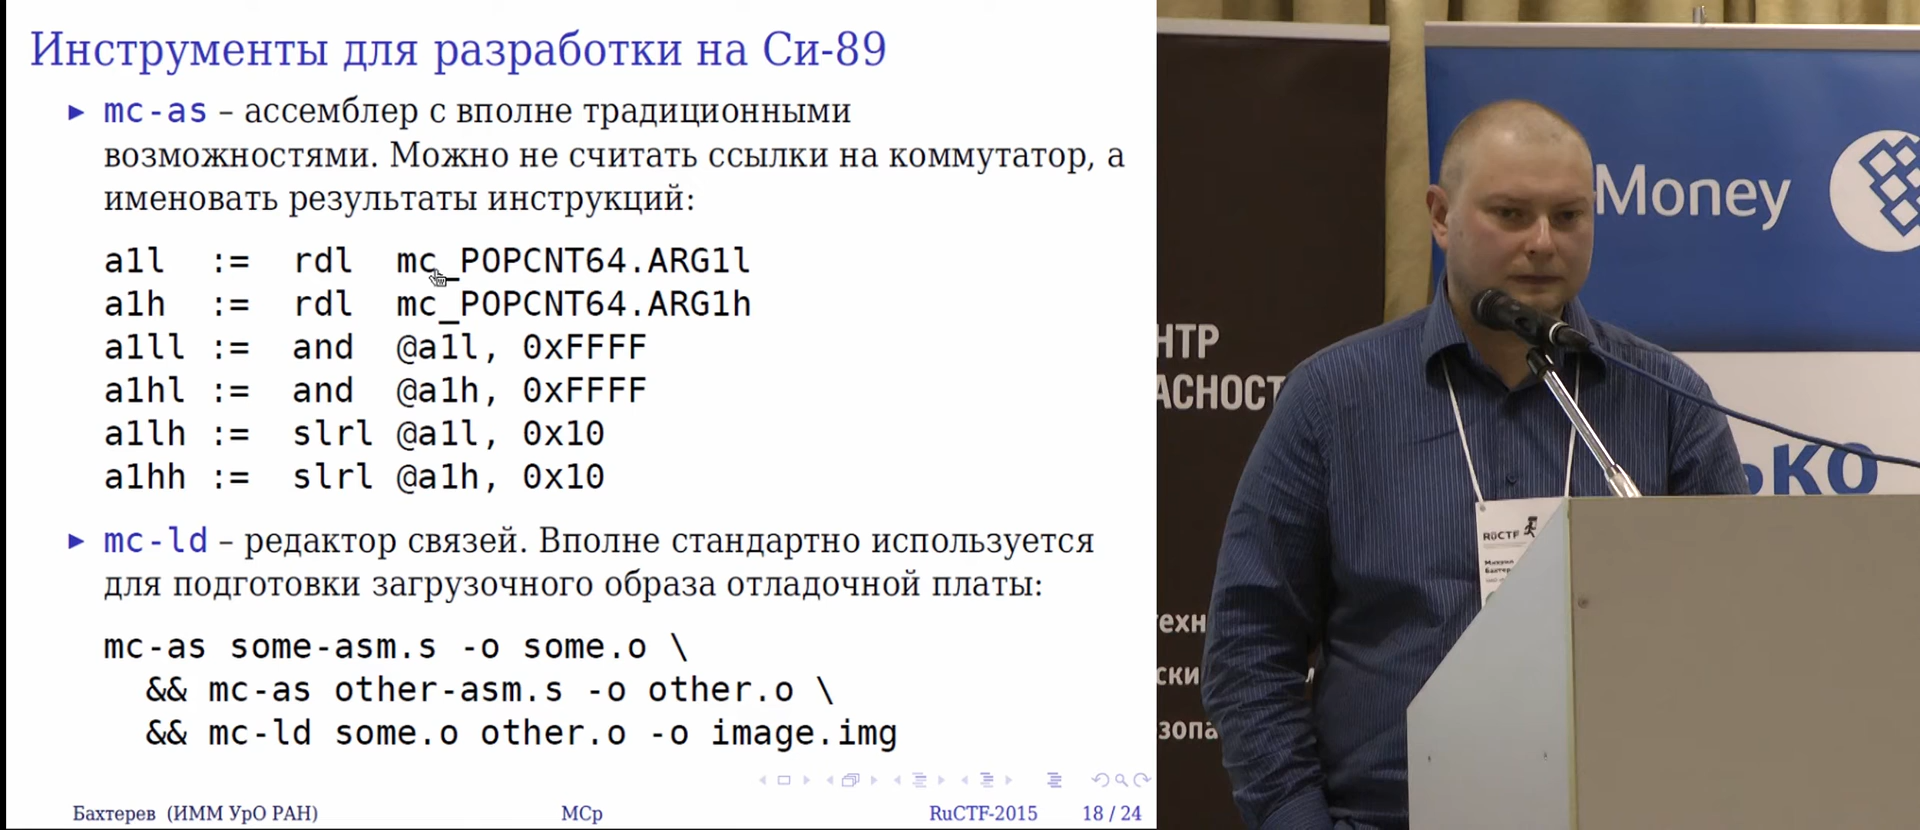 Инструменты для разработки на Си-89
▶ mc-as – ассемблер с вполне традиционными
возможностями. Можно не считать ссылки на коммутатор, а
именовать результаты инструкций:
a1l := rdl mc_POPCNT64.ARG1l
a1h := rdl mc_POPCNT64.ARG1h
a1ll := and @a1l, 0xFFFF
a1hl := and @a1h, 0xFFFF
a1lh := slrl @a1l, 0x10
a1hh := slrl @a1h, 0x10
▶ mc-ld – редактор связей. Вполне стандартно используется
для подготовки загрузочного образа отладочной платы:
mc-as some-asm.s -o some.o \
&& mc-as other-asm.s -o other.o \
&& mc-ld some.o other.o -o image.img
Бахтерев (ИММ УрО РАН) МСр RuCTF-2015 18 / 24
Money
НТР
АСНОСТ
ЬКО
RUCTF
Михаил
Бахтер
техн
ски
зопа